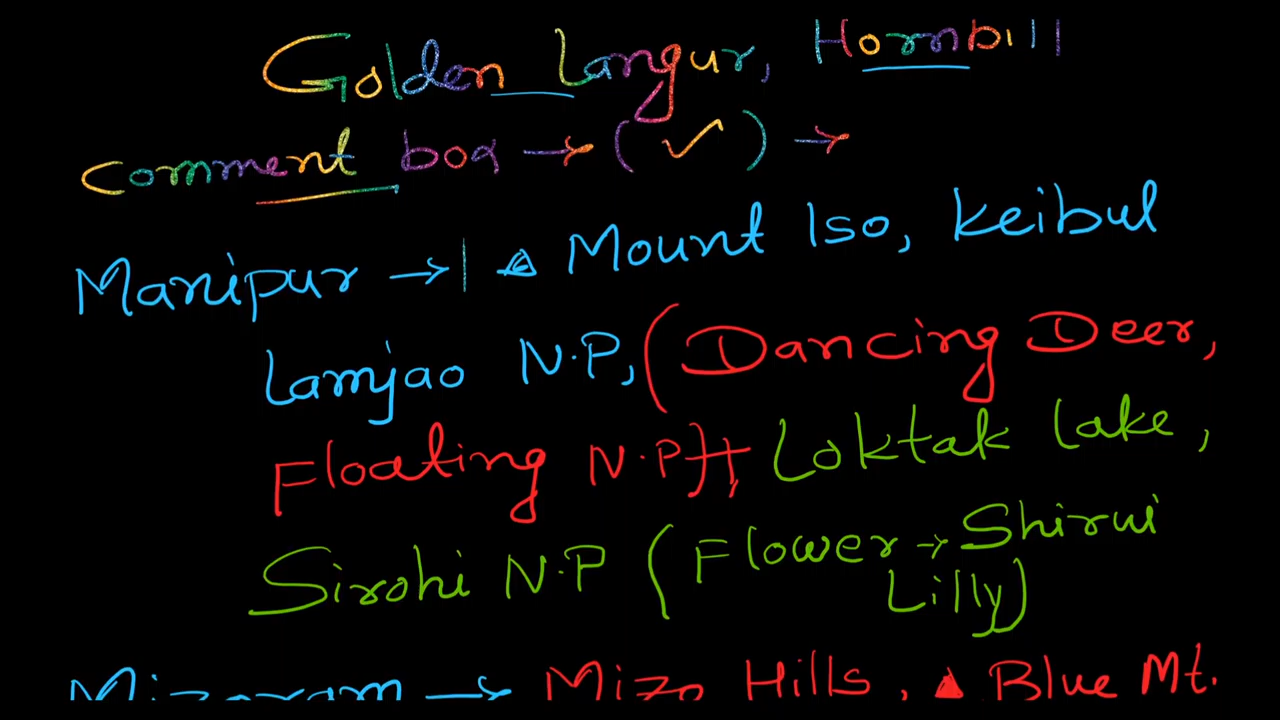 Golden Langur, Hornbill
comment box → (✓) →
Manipur → | ▲ Mount Iso, Keibul
Lamjao N.P, (Dancing Deer,
Floating N.P), Loktak Lake,
Sirohi N.P (Flower → Shirui
Lilly)
Mizoram → Mizo Hills, ▲ Blue Mt.